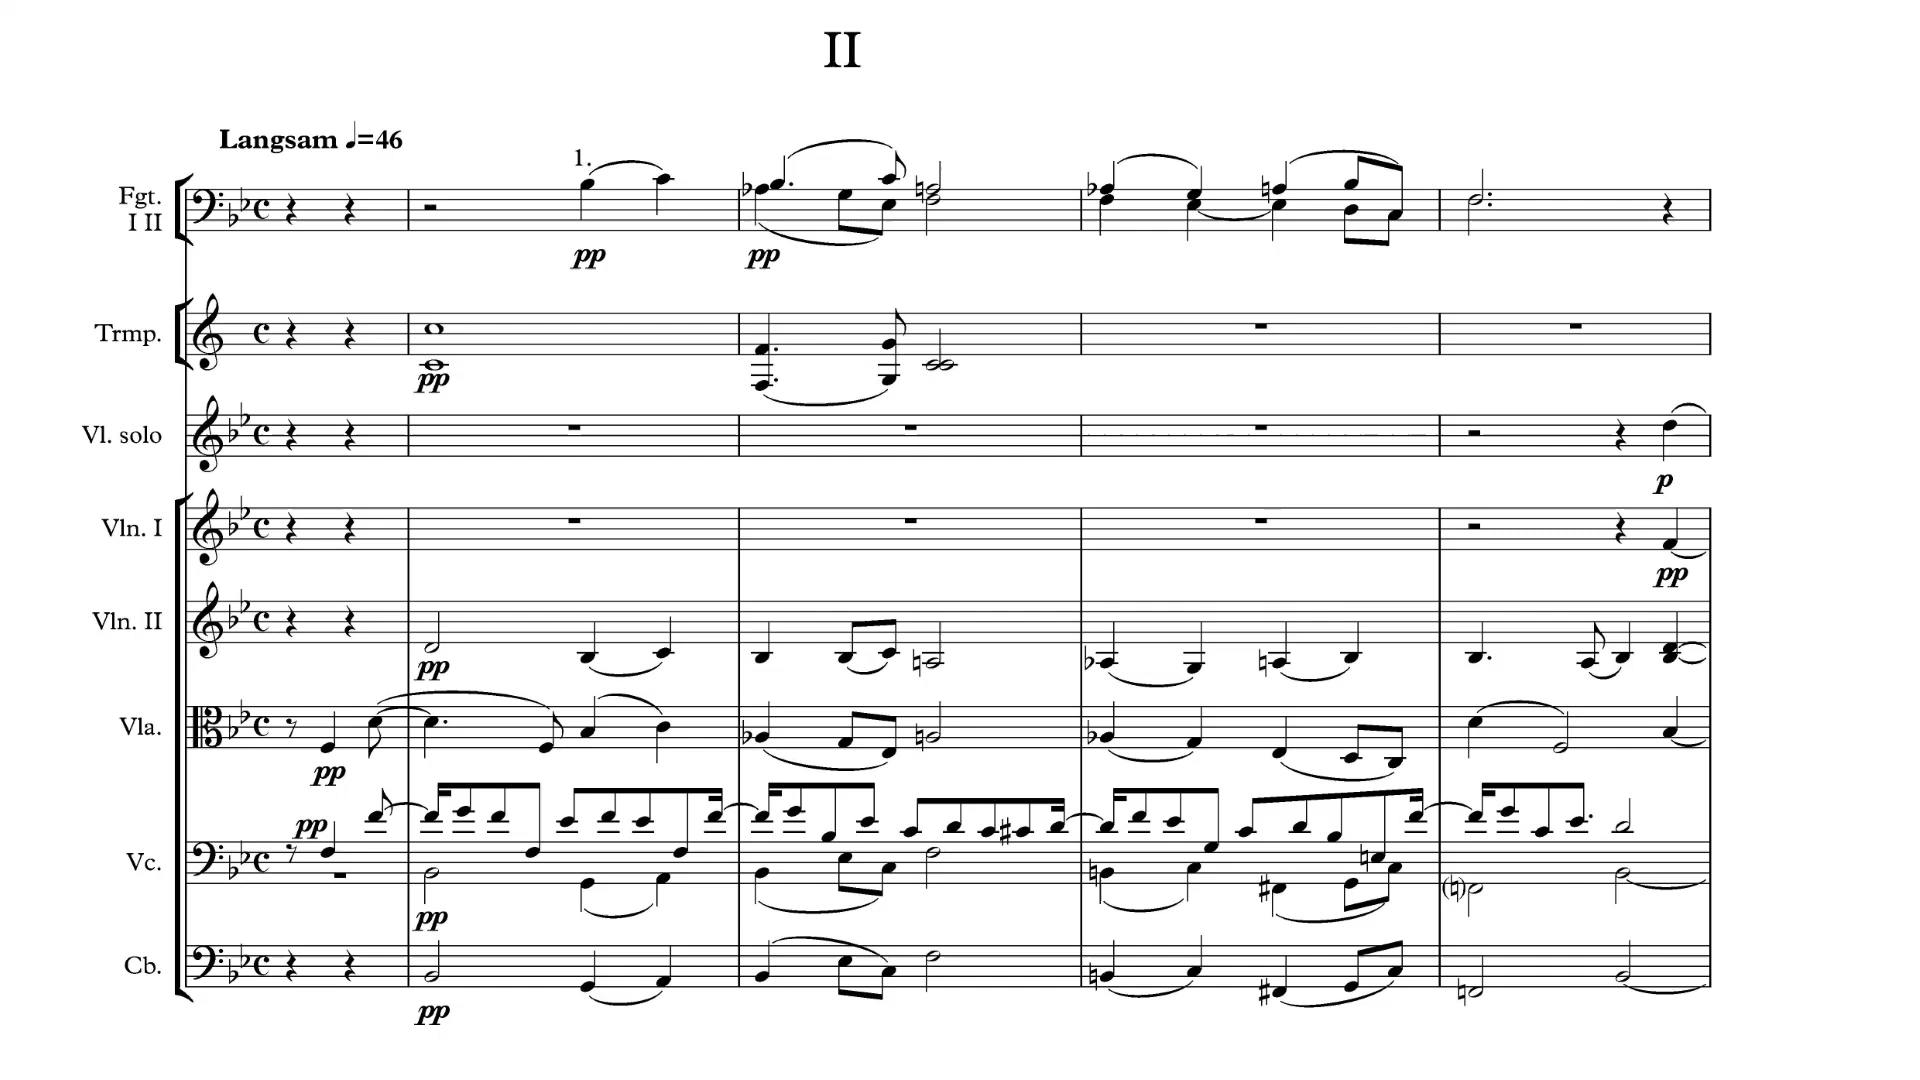 II
Langsam ♩=46
1.
Fgt.
I II
pp
pp
Trmp.
pp
Vl. solo
p
Vln. I
pp
Vln. II
pp
Vla.
pp
pp
Vc.
pp
Cb.
pp